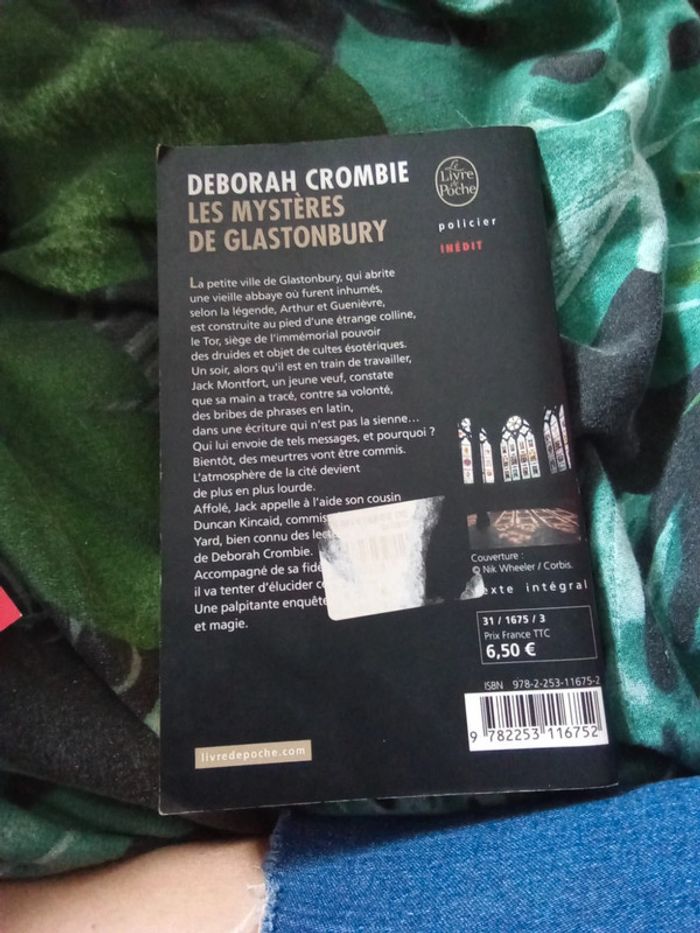 DEBORAH CROMBIE
LES MYSTÈRES
DE GLASTONBURY
Le
Livre
de
Poche
policier
INÉDIT
La petite ville de Glastonbury, qui abrite
une vieille abbaye où furent inhumés,
selon la légende, Arthur et Guenièvre,
est construite au pied d'une étrange colline,
le Tor, siège de l'immémorial pouvoir
des druides et objet de cultes ésotériques.
Un soir, alors qu'il est en train de travailler,
Jack Montfort, un jeune veuf, constate
que sa main a tracé, contre sa volonté,
des bribes de phrases en latin,
dans une écriture qui n'est pas la sienne…
Qui lui envoie de tels messages, et pourquoi ?
Bientôt, des meurtres vont être commis.
L'atmosphère de la cité devient
de plus en plus lourde.
Affolé, Jack appelle à l'aide son cousin
Duncan Kincaid,
Yard, bien connu des
de Deborah Crombie.
Accompagné de sa
il va tenter d'élucider
Une palpitante enquête
et magie.
Couverture :
© Nik Wheeler / Corbis.
intégral
31 / 1675 / 3
Prix France TTC
6,50 €
ISBN 978-2-253-11675-2
9 782253 116752
livredepoche.com